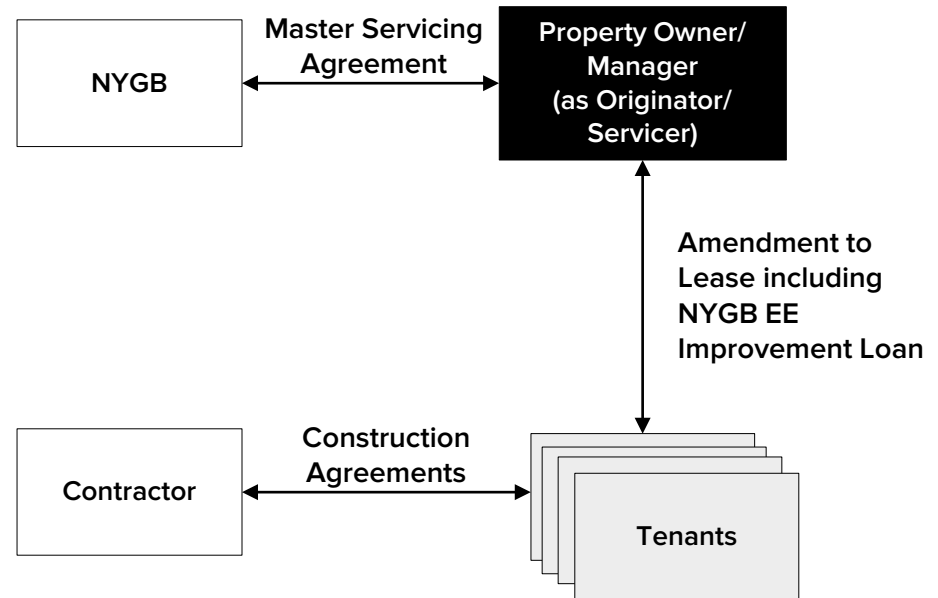 NYGB
Master Servicing
Agreement
Property Owner/
Manager
(as Originator/
Servicer)
Amendment to
Lease including
NYGB EE
Improvement Loan
Contractor
Construction
Agreements
Tenants